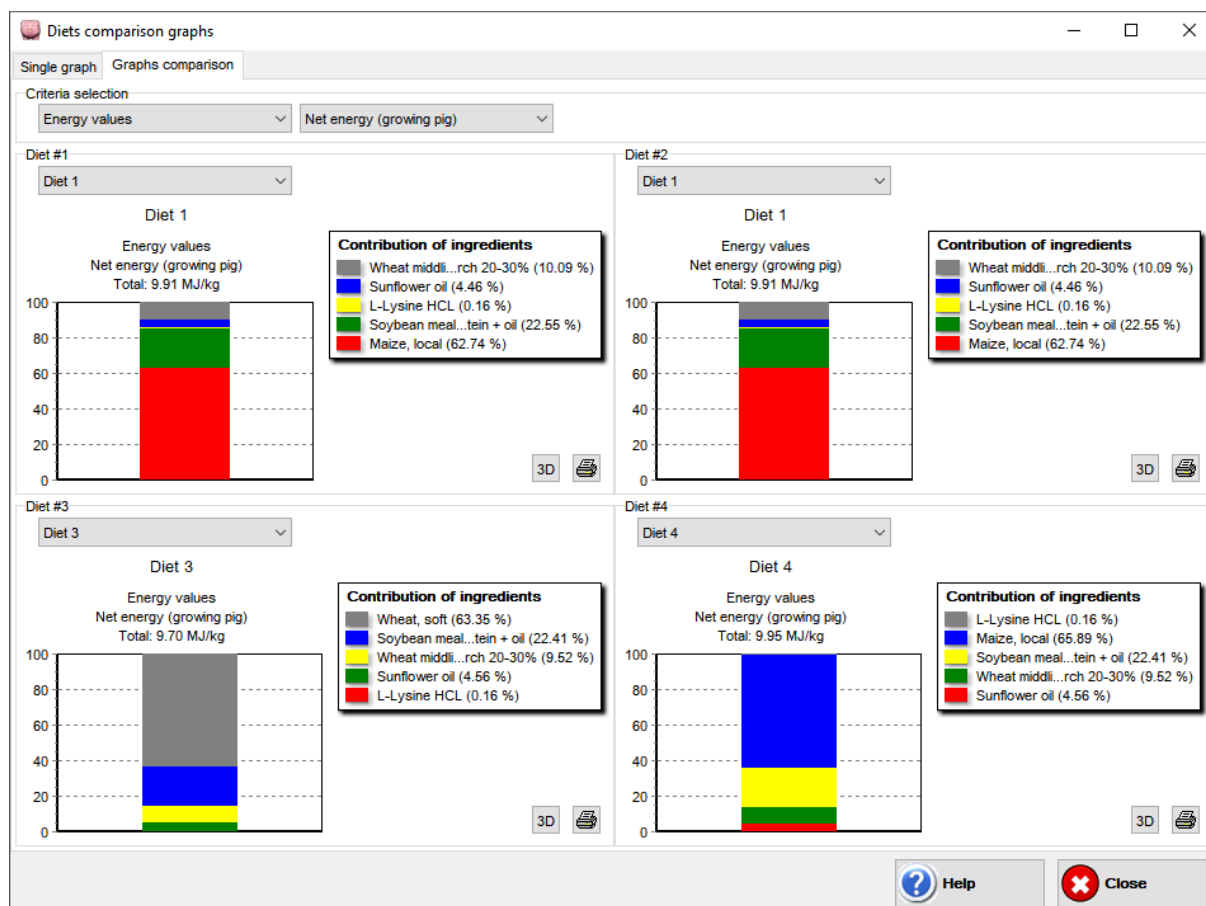 Diets comparison graphs
Single graph Graphs comparison
Criteria selection
Energy values Net energy (growing pig)
Diet #1
Diet 1
Diet 1
Energy values
Net energy (growing pig)
Total: 9.91 MJ/kg
100
80
60
40
20
0
Contribution of ingredients
Wheat middli...rch 20-30% (10.09 %)
Sunflower oil (4.46 %)
L-Lysine HCL (0.16 %)
Soybean meal...tein + oil (22.55 %)
Maize, local (62.74 %)
3D
Diet #2
Diet 1
Diet 1
Energy values
Net energy (growing pig)
Total: 9.91 MJ/kg
100
80
60
40
20
0
Contribution of ingredients
Wheat middli...rch 20-30% (10.09 %)
Sunflower oil (4.46 %)
L-Lysine HCL (0.16 %)
Soybean meal...tein + oil (22.55 %)
Maize, local (62.74 %)
3D
Diet #3
Diet 3
Diet 3
Energy values
Net energy (growing pig)
Total: 9.70 MJ/kg
100
80
60
40
20
0
Contribution of ingredients
Wheat, soft (63.35 %)
Soybean meal...tein + oil (22.41 %)
Wheat middli...rch 20-30% (9.52 %)
Sunflower oil (4.56 %)
L-Lysine HCL (0.16 %)
3D
Diet #4
Diet 4
Diet 4
Energy values
Net energy (growing pig)
Total: 9.95 MJ/kg
100
80
60
40
20
0
Contribution of ingredients
L-Lysine HCL (0.16 %)
Maize, local (65.89 %)
Soybean meal...tein + oil (22.41 %)
Wheat middli...rch 20-30% (9.52 %)
Sunflower oil (4.56 %)
3D
Help Close